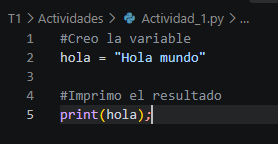 T1 > Actividades > Actividad_1.py > ...
1 #Creo la variable
2 hola = "Hola mundo"
3
4 #Imprimo el resultado
5 print(hola);